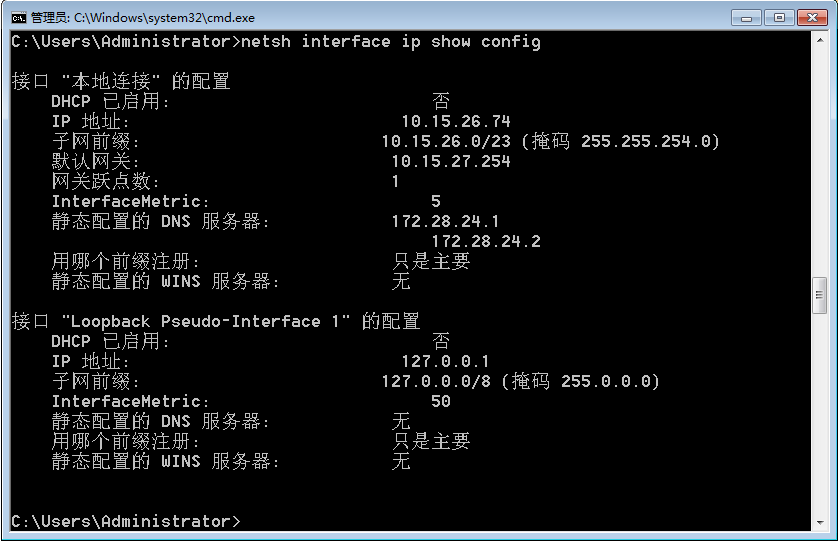 管理员: C:\Windows\system32\cmd.exe
C:\Users\Administrator>netsh interface ip show config
接口 "本地连接" 的配置
DHCP 已启用: 否
IP 地址: 10.15.26.74
子网前缀: 10.15.26.0/23 (掩码 255.255.254.0)
默认网关: 10.15.27.254
网关跃点数: 1
InterfaceMetric: 5
静态配置的 DNS 服务器: 172.28.24.1
172.28.24.2
用哪个前缀注册: 只是主要
静态配置的 WINS 服务器: 无
接口 "Loopback Pseudo-Interface 1" 的配置
DHCP 已启用: 否
IP 地址: 127.0.0.1
子网前缀: 127.0.0.0/8 (掩码 255.0.0.0)
InterfaceMetric: 50
静态配置的 DNS 服务器: 无
用哪个前缀注册: 只是主要
静态配置的 WINS 服务器: 无
C:\Users\Administrator>